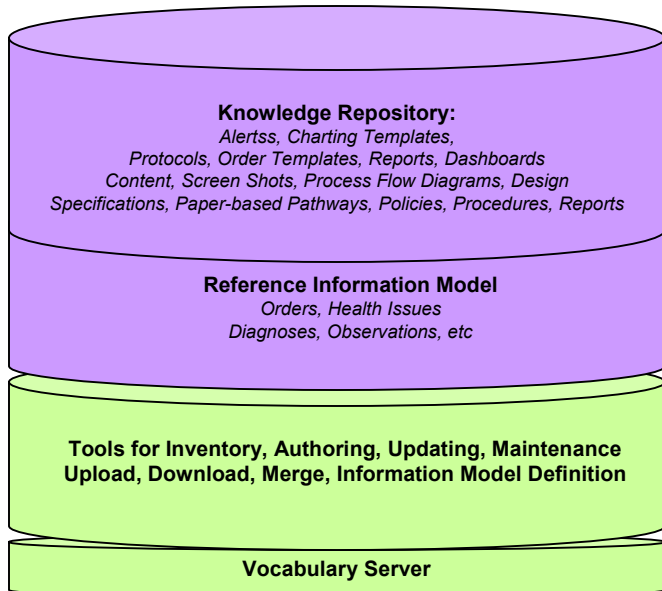 Knowledge Repository:
Alertss, Charting Templates,
Protocols, Order Templates, Reports, Dashboards
Content, Screen Shots, Process Flow Diagrams, Design
Specifications, Paper-based Pathways, Policies, Procedures, Reports
Reference Information Model
Orders, Health Issues
Diagnoses, Observations, etc
Tools for Inventory, Authoring, Updating, Maintenance
Upload, Download, Merge, Information Model Definition
Vocabulary Server